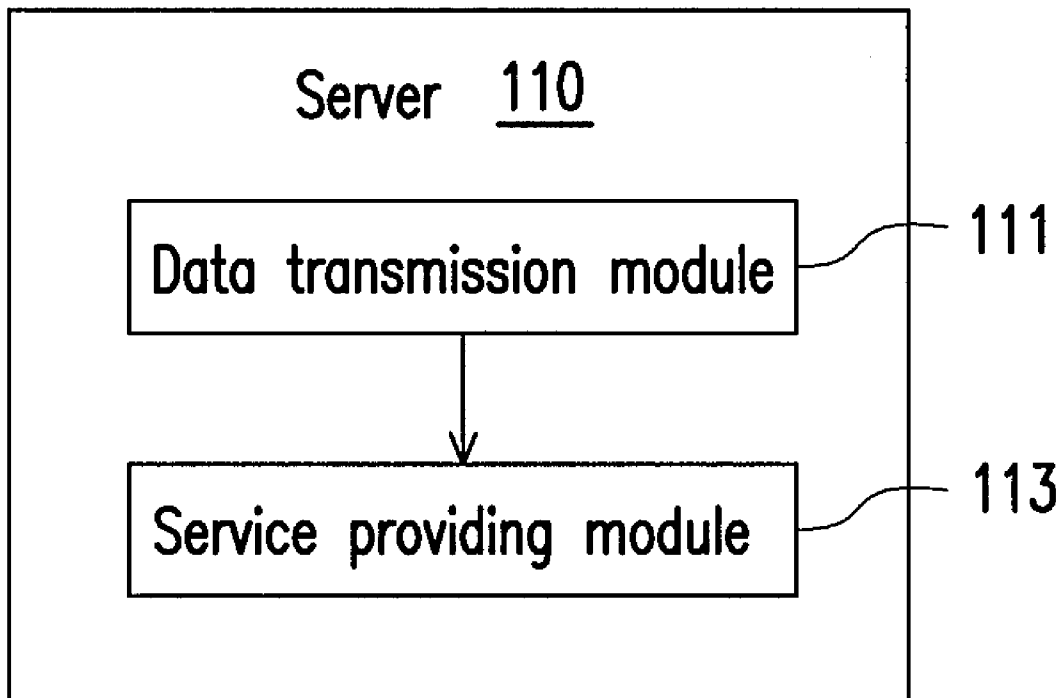 Server 110
Data transmission module
111
Service providing module
113